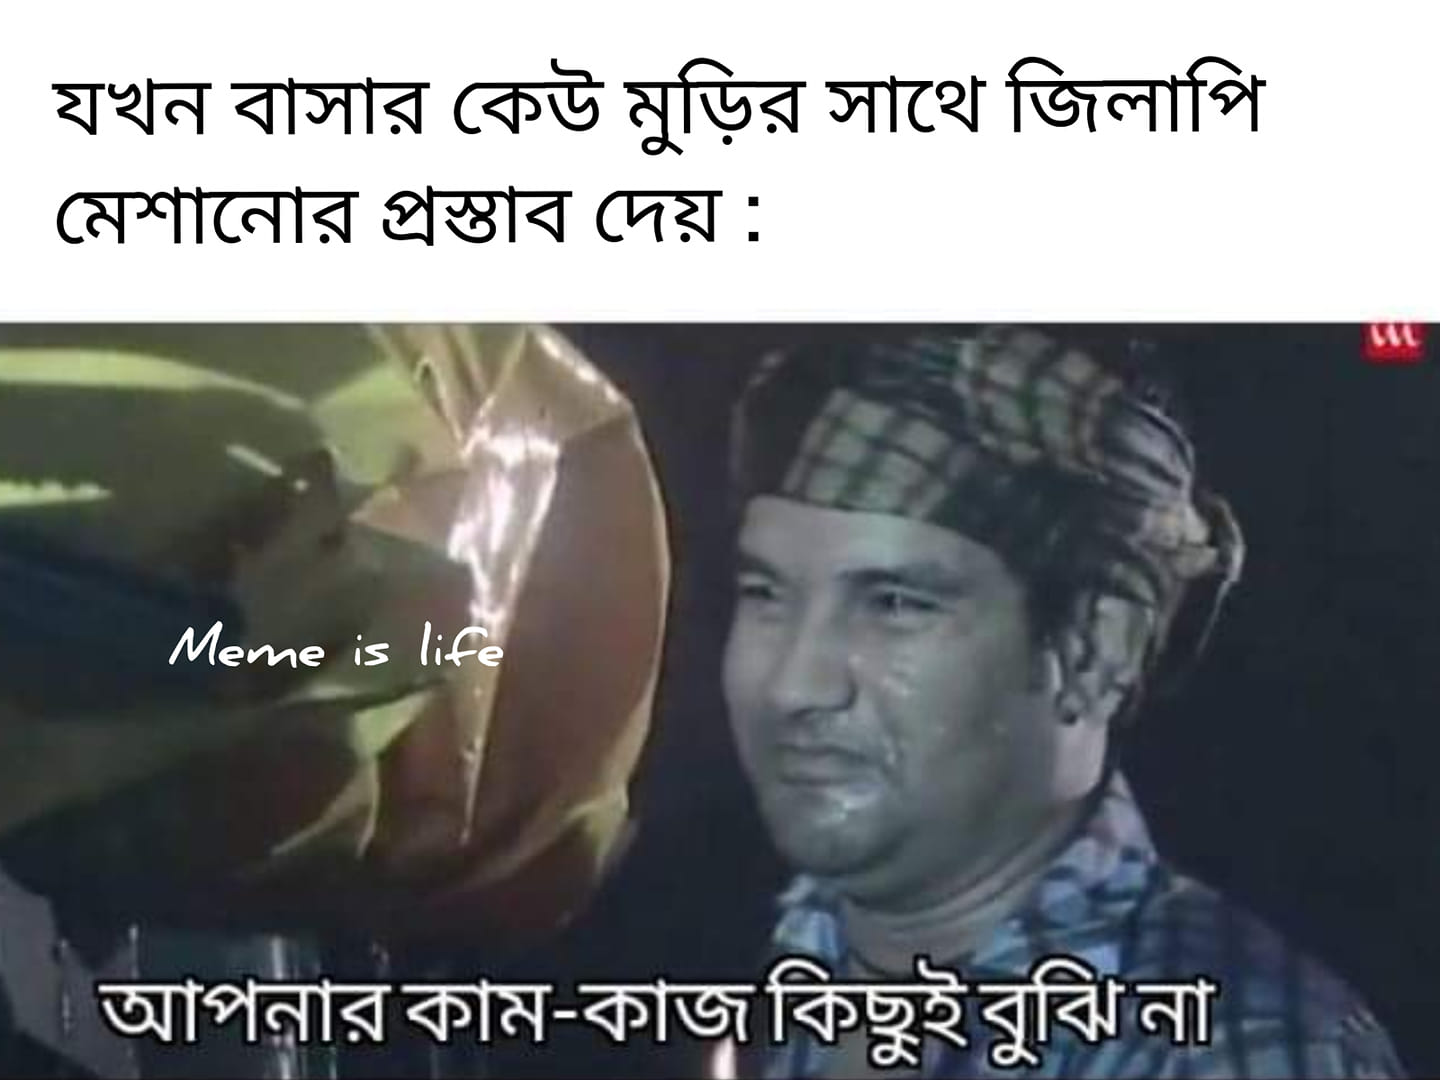 যখন বাসার কেউ মুড়ির সাথে জিলাপি
মেশানোর প্রস্তাব দেয় :
Meme is life
আপনার কাম-কাজ কিছুই বুঝি না